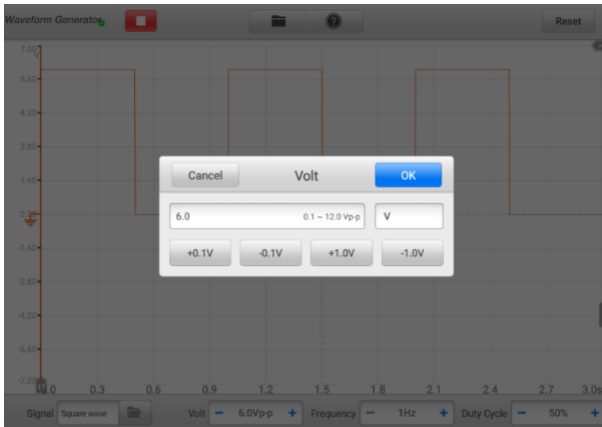 Waveform Generator
Reset
7.00
V
5.60
4.20
2.80
1.40
-1.40
-2.80
-4.20
-5.60
-7.00
Cancel Volt OK
6.0 0.1 ~ 12.0 Vp-p V
+0.1V -0.1V +1.0V -1.0V
0.3 0.6 0.9 1.2 1.5 1.8 2.1 2.4 2.7 3.0s
Signal Square wave Volt − 6.0Vp-p + Frequency − 1Hz + Duty Cycle − 50% +